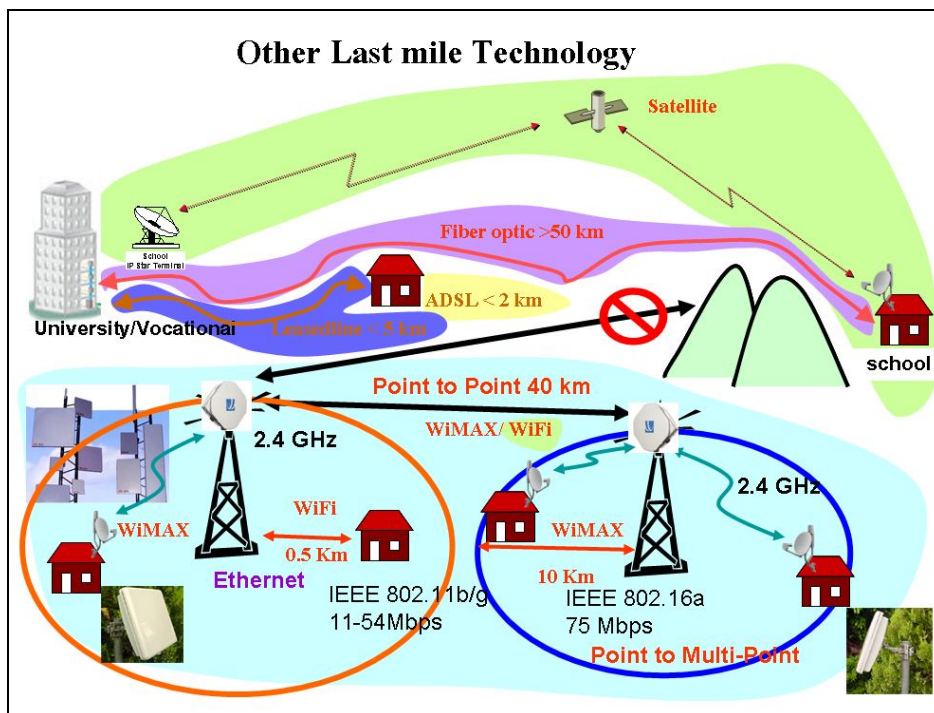 Other Last mile Technology
Satellite
Fiber optic >50 km
School
IP Star Terminal
ADSL < 2 km
University/Vocationai
Leasedline < 5 km
school
Point to Point 40 km
WiMAX/ WiFi
2.4 GHz
2.4 GHz
WiMAX
WiFi
WiMAX
0.5 Km
10 Km
Ethernet
IEEE 802.11b/g
11-54Mbps
IEEE 802.16a
75 Mbps
Point to Multi-Point